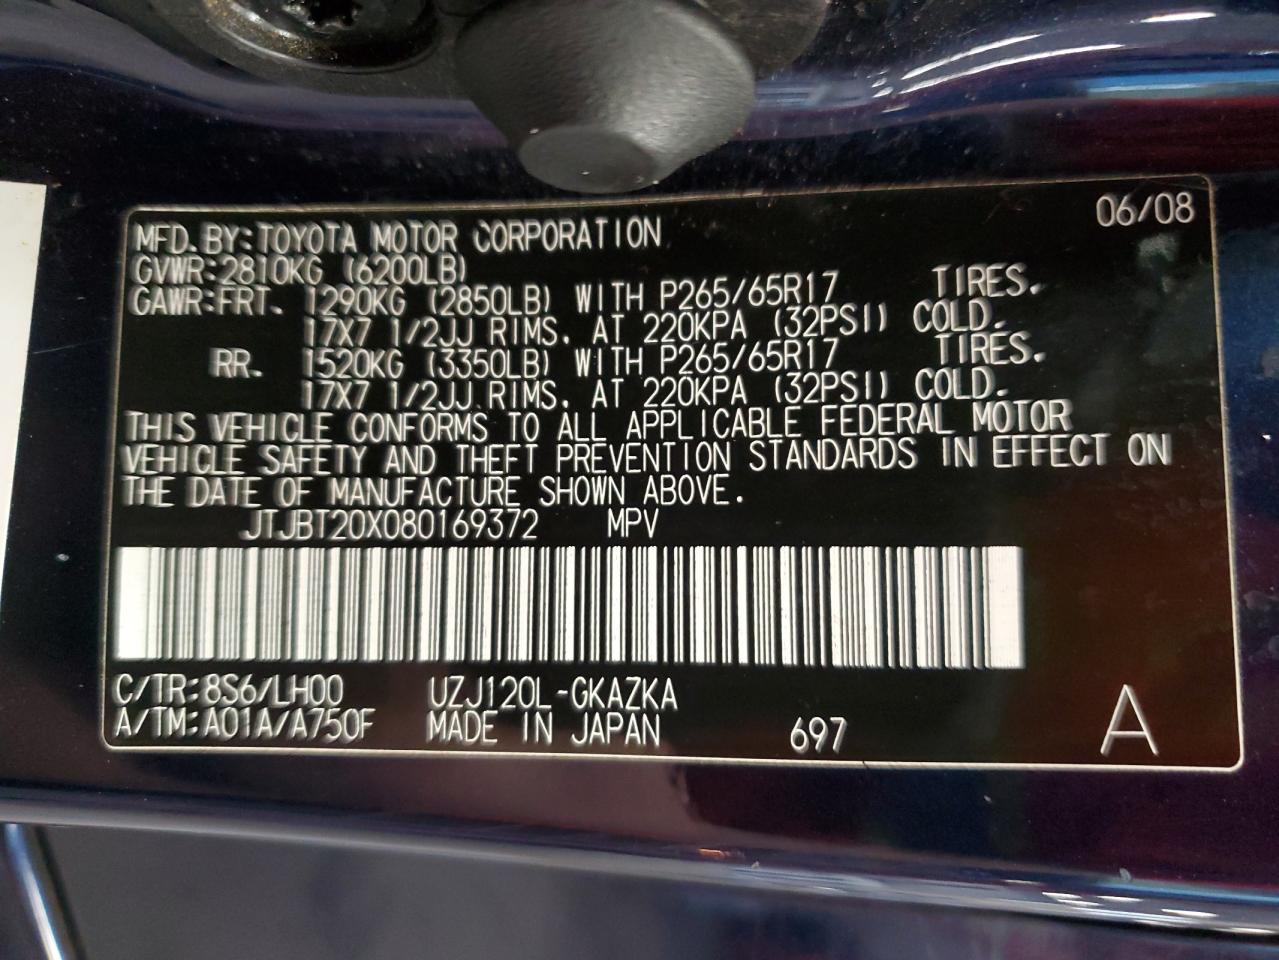 06/08
MFD.BY:TOYOTA MOTOR CORPORATION
GVWR:2810KG (6200LB)
GAWR:FRT. 1290KG (2850LB) WITH P265/65R17 TIRES.
17X7 1/2JJ RIMS. AT 220KPA (32PSI) COLD.
RR. 1520KG (3350LB) WITH P265/65R17 TIRES.
17X7 1/2JJ RIMS. AT 220KPA (32PSI) COLD.
THIS VEHICLE CONFORMS TO ALL APPLICABLE FEDERAL MOTOR
VEHICLE SAFETY AND THEFT PREVENTION STANDARDS IN EFFECT ON
THE DATE OF MANUFACTURE SHOWN ABOVE.
JTJBT20X080169372 MPV
C/TR:8S6/LH00 UZJ120L-GKAZKA
A/TM:A01A/A750F MADE IN JAPAN 697 A